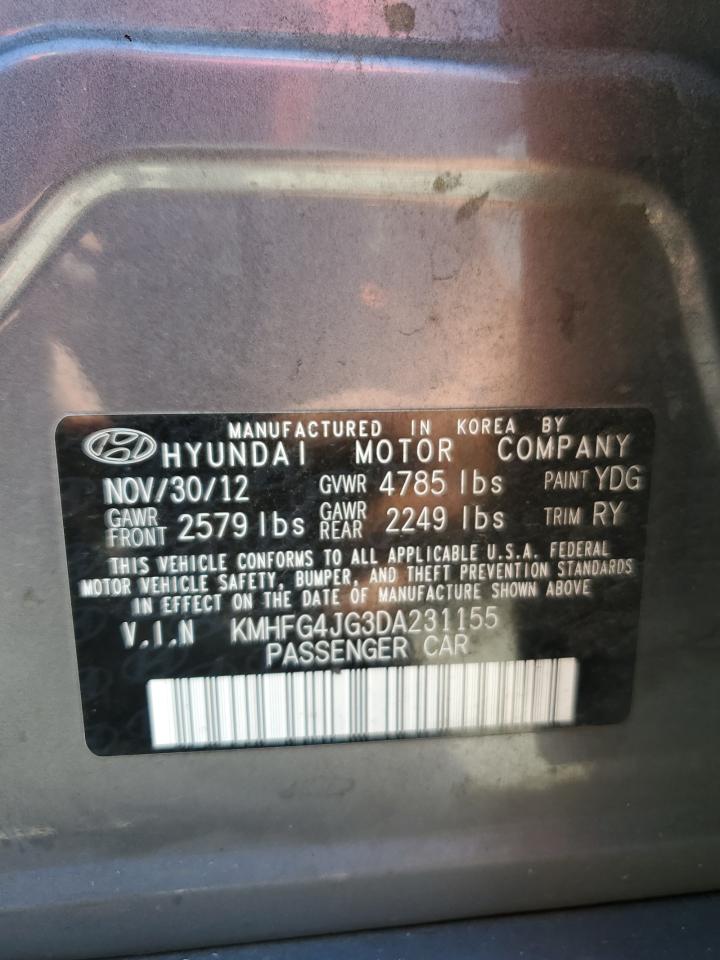 MANUFACTURED IN KOREA BY
HYUNDAI MOTOR COMPANY
NOV/30/12 GVWR 4785 lbs PAINT YDG
GAWR FRONT 2579 lbs GAWR REAR 2249 lbs TRIM RY
THIS VEHICLE CONFORMS TO ALL APPLICABLE U.S.A. FEDERAL
MOTOR VEHICLE SAFETY, BUMPER, AND THEFT PREVENTION STANDARDS
IN EFFECT ON THE DATE OF MANUFACTURE SHOWN ABOVE
V.I.N KMHFG4JG3DA231155
PASSENGER CAR